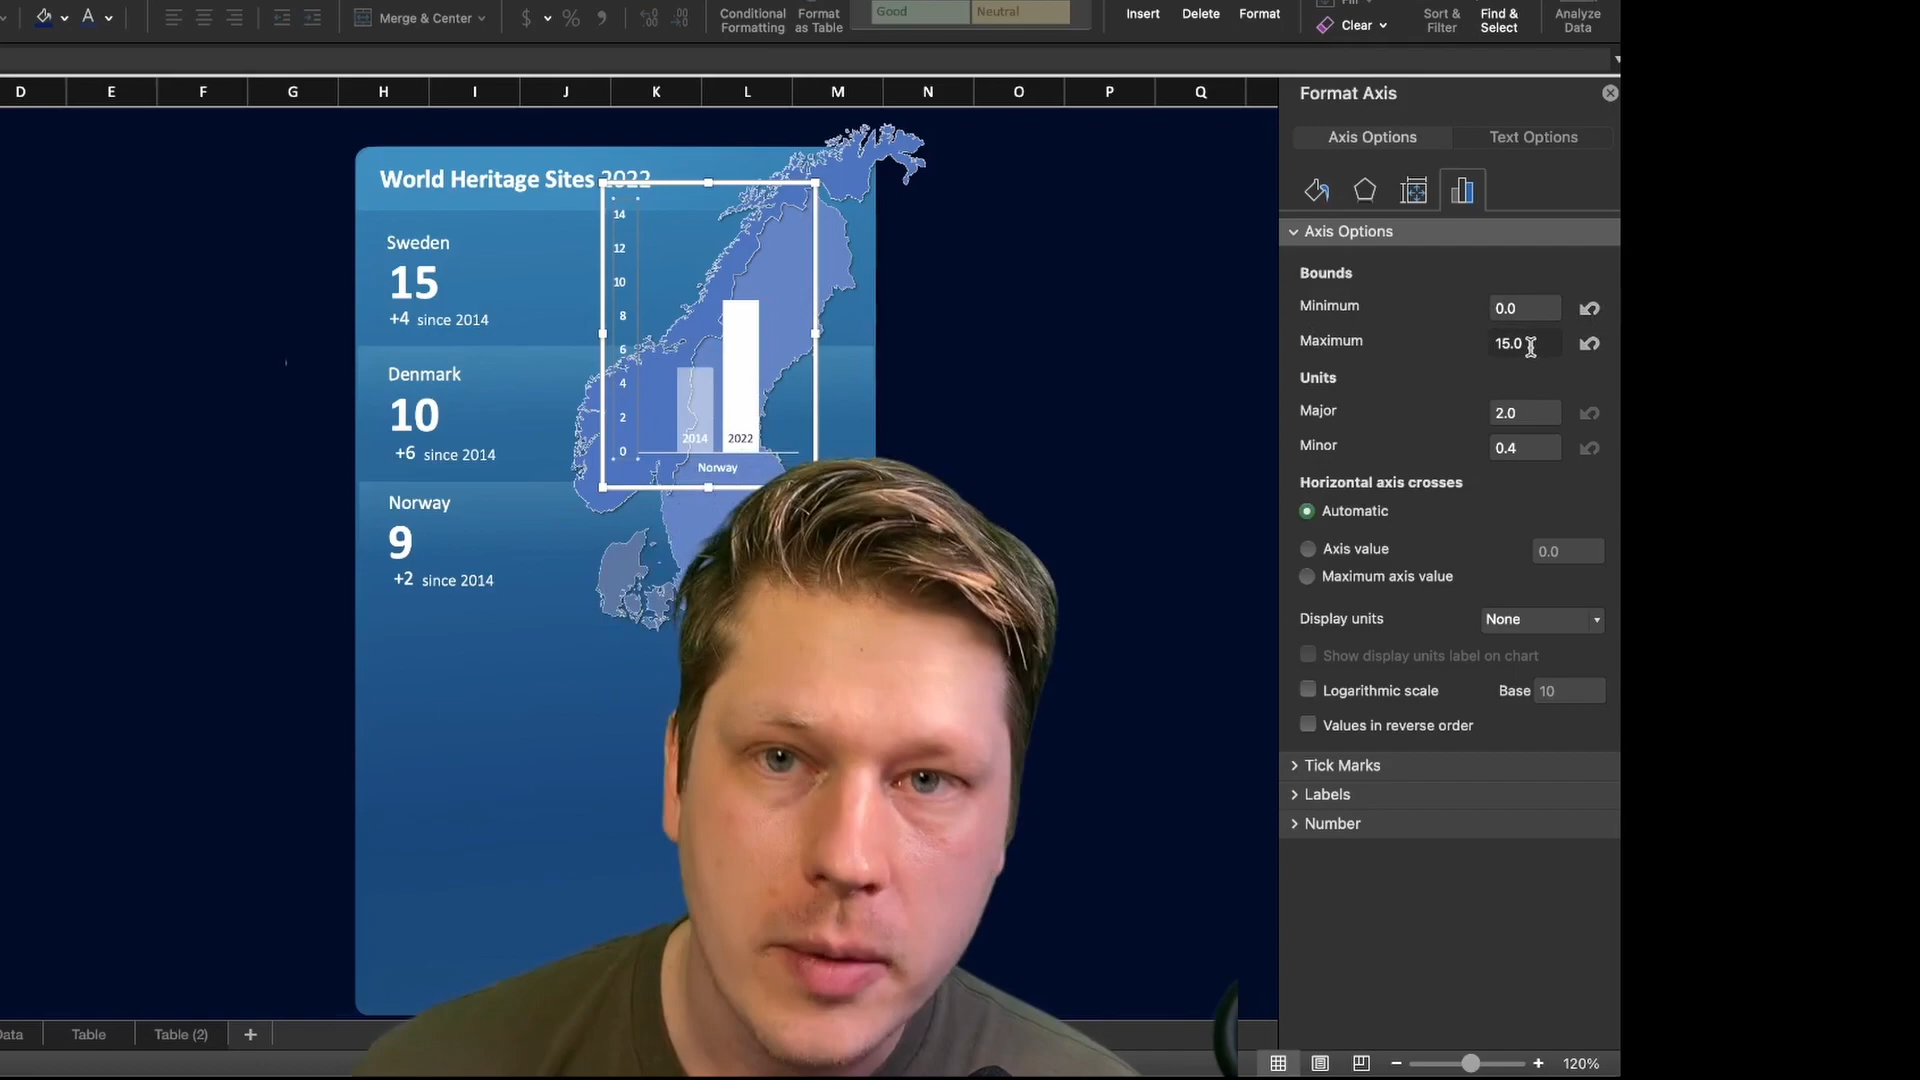 Merge & Center
$
%
Conditional
Formatting
Format
as Table
Good
Neutral
Insert
Delete
Format
Clear
Sort &
Filter
Find &
Select
Analyze
Data
D E F G H I J K L M N O P Q
World Heritage Sites 2022
Sweden
15
+4 since 2014
Denmark
10
+6 since 2014
Norway
9
+2 since 2014
14
12
10
8
6
4
2
0
2014
2022
Norway
Format Axis
Axis Options
Text Options
Axis Options
Bounds
Minimum 0.0
Maximum 15.0
Units
Major 2.0
Minor 0.4
Horizontal axis crosses
Automatic
Axis value 0.0
Maximum axis value
Display units None
Show display units label on chart
Logarithmic scale Base 10
Values in reverse order
Tick Marks
Labels
Number
Table
Table (2)
+
120%